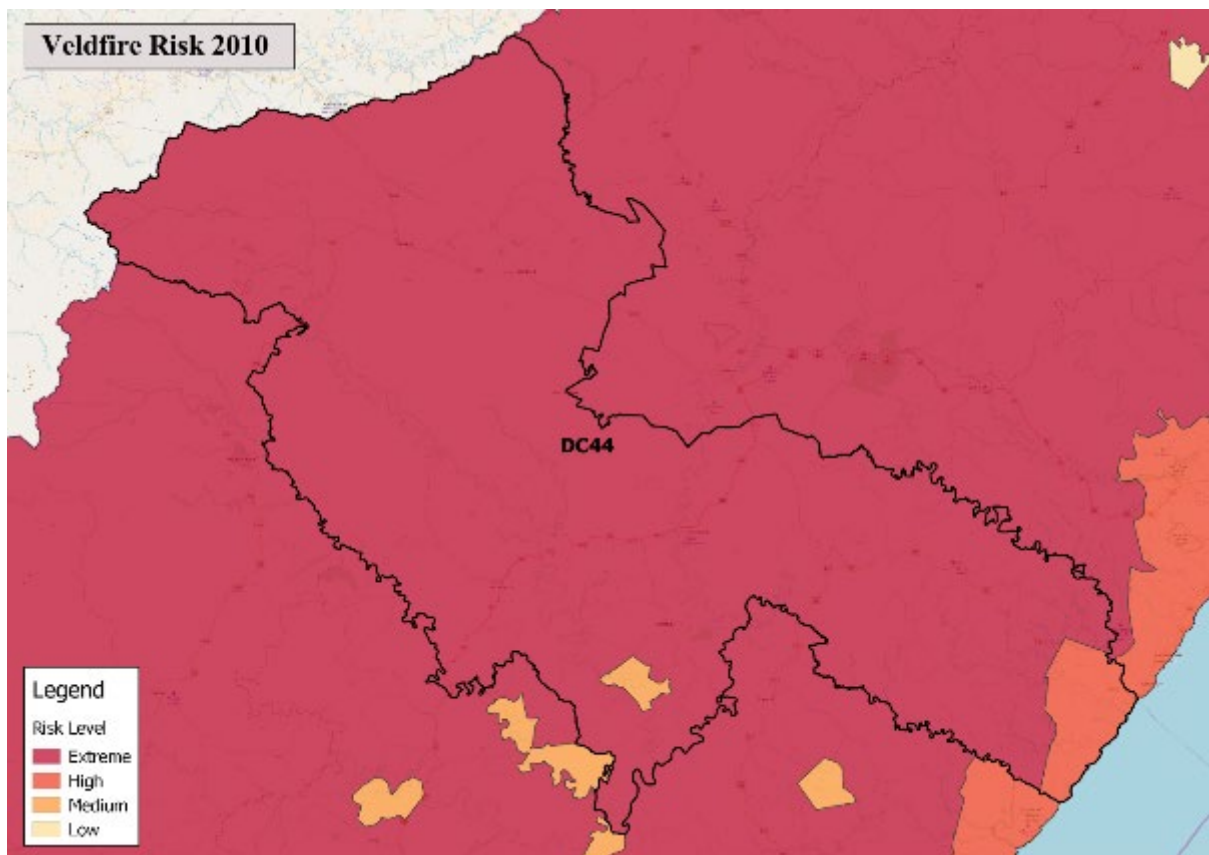 Veldfire Risk 2010
DC44
Legend
Risk Level
Extreme
High
Medium
Low